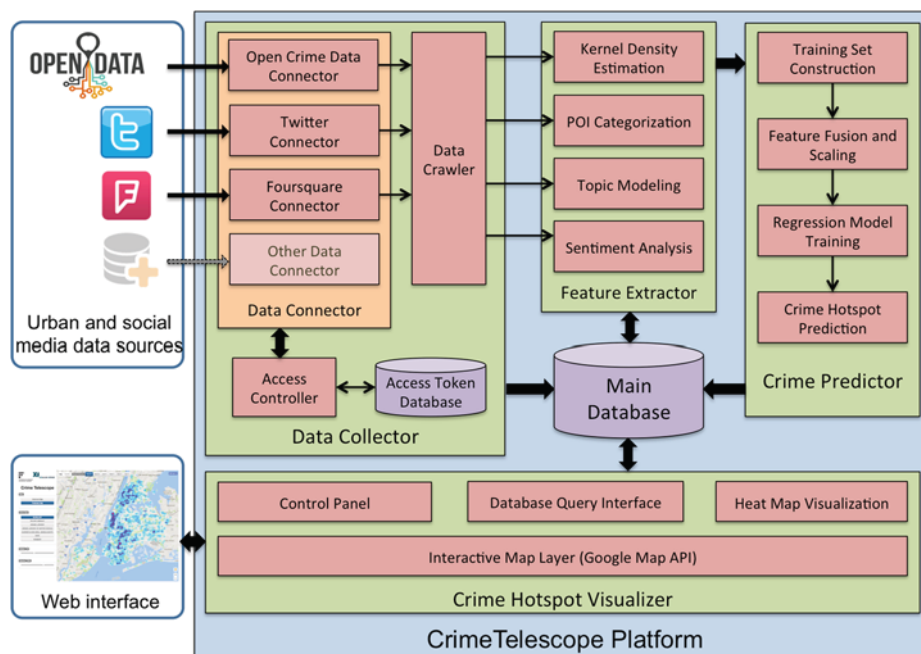 OPEN DATA
Urban and social
media data sources
Open Crime Data
Connector
Twitter
Connector
Foursquare
Connector
Other Data
Connector
Data Connector
Data
Crawler
Access
Controller
Access Token
Database
Data Collector
Kernel Density
Estimation
POI Categorization
Topic Modeling
Sentiment Analysis
Feature Extractor
Training Set
Construction
Feature Fusion and
Scaling
Regression Model
Training
Crime Hotspot
Prediction
Crime Predictor
Main
Database
Crime Telescope
Web interface
Control Panel
Database Query Interface
Heat Map Visualization
Interactive Map Layer (Google Map API)
Crime Hotspot Visualizer
CrimeTelescope Platform